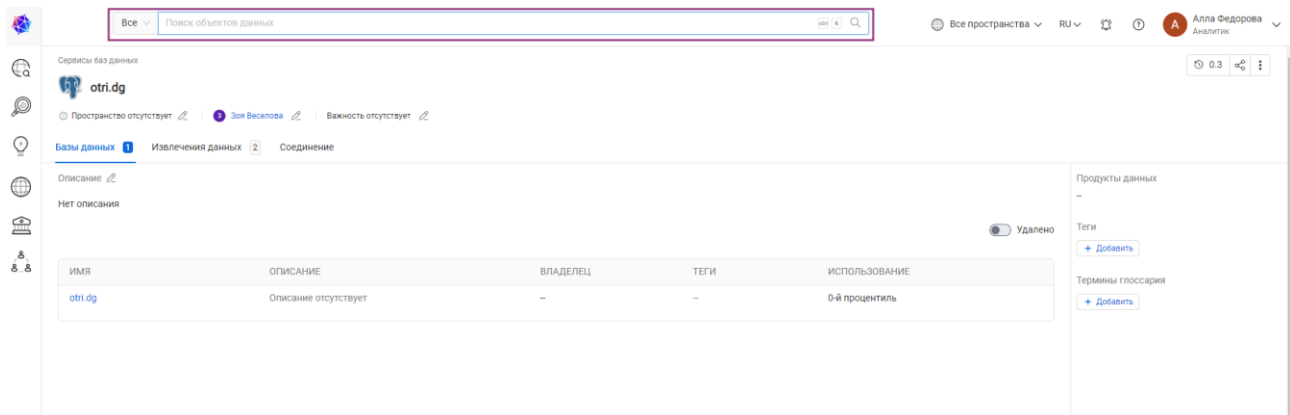 Все Поиск объектов данных ctrl K Все пространства RU А Алла Федорова
Аналитик
Сервисы баз данных
0.3
otri.dg
Пространство отсутствует З Зоя Веселова Важность отсутствует
Базы данных 1 Извлечения данных 2 Соединение
Описание Продукты данных
--
Нет описания
Удалено Теги
+ Добавить
ИМЯ ОПИСАНИЕ ВЛАДЕЛЕЦ ТЕГИ ИСПОЛЬЗОВАНИЕ
Термины глоссария
otri.dg Описание отсутствует -- -- 0-й процентиль
+ Добавить